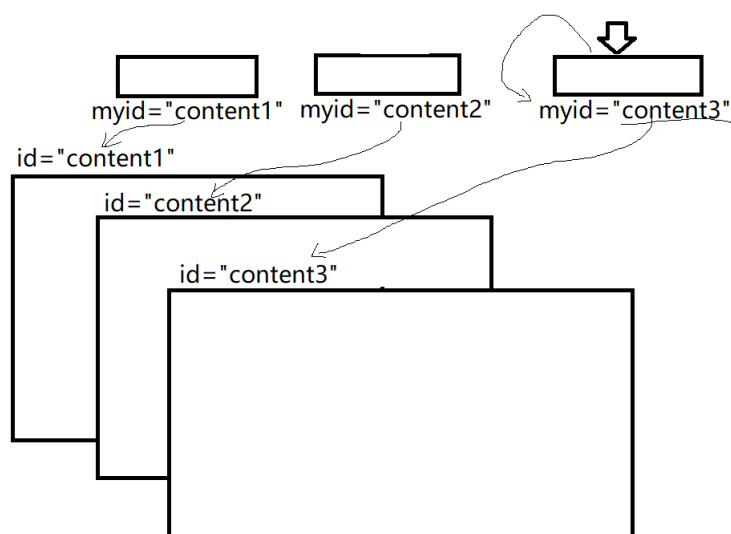 myid="content1"
myid="content2"
myid="content3"
id="content1"
id="content2"
id="content3"